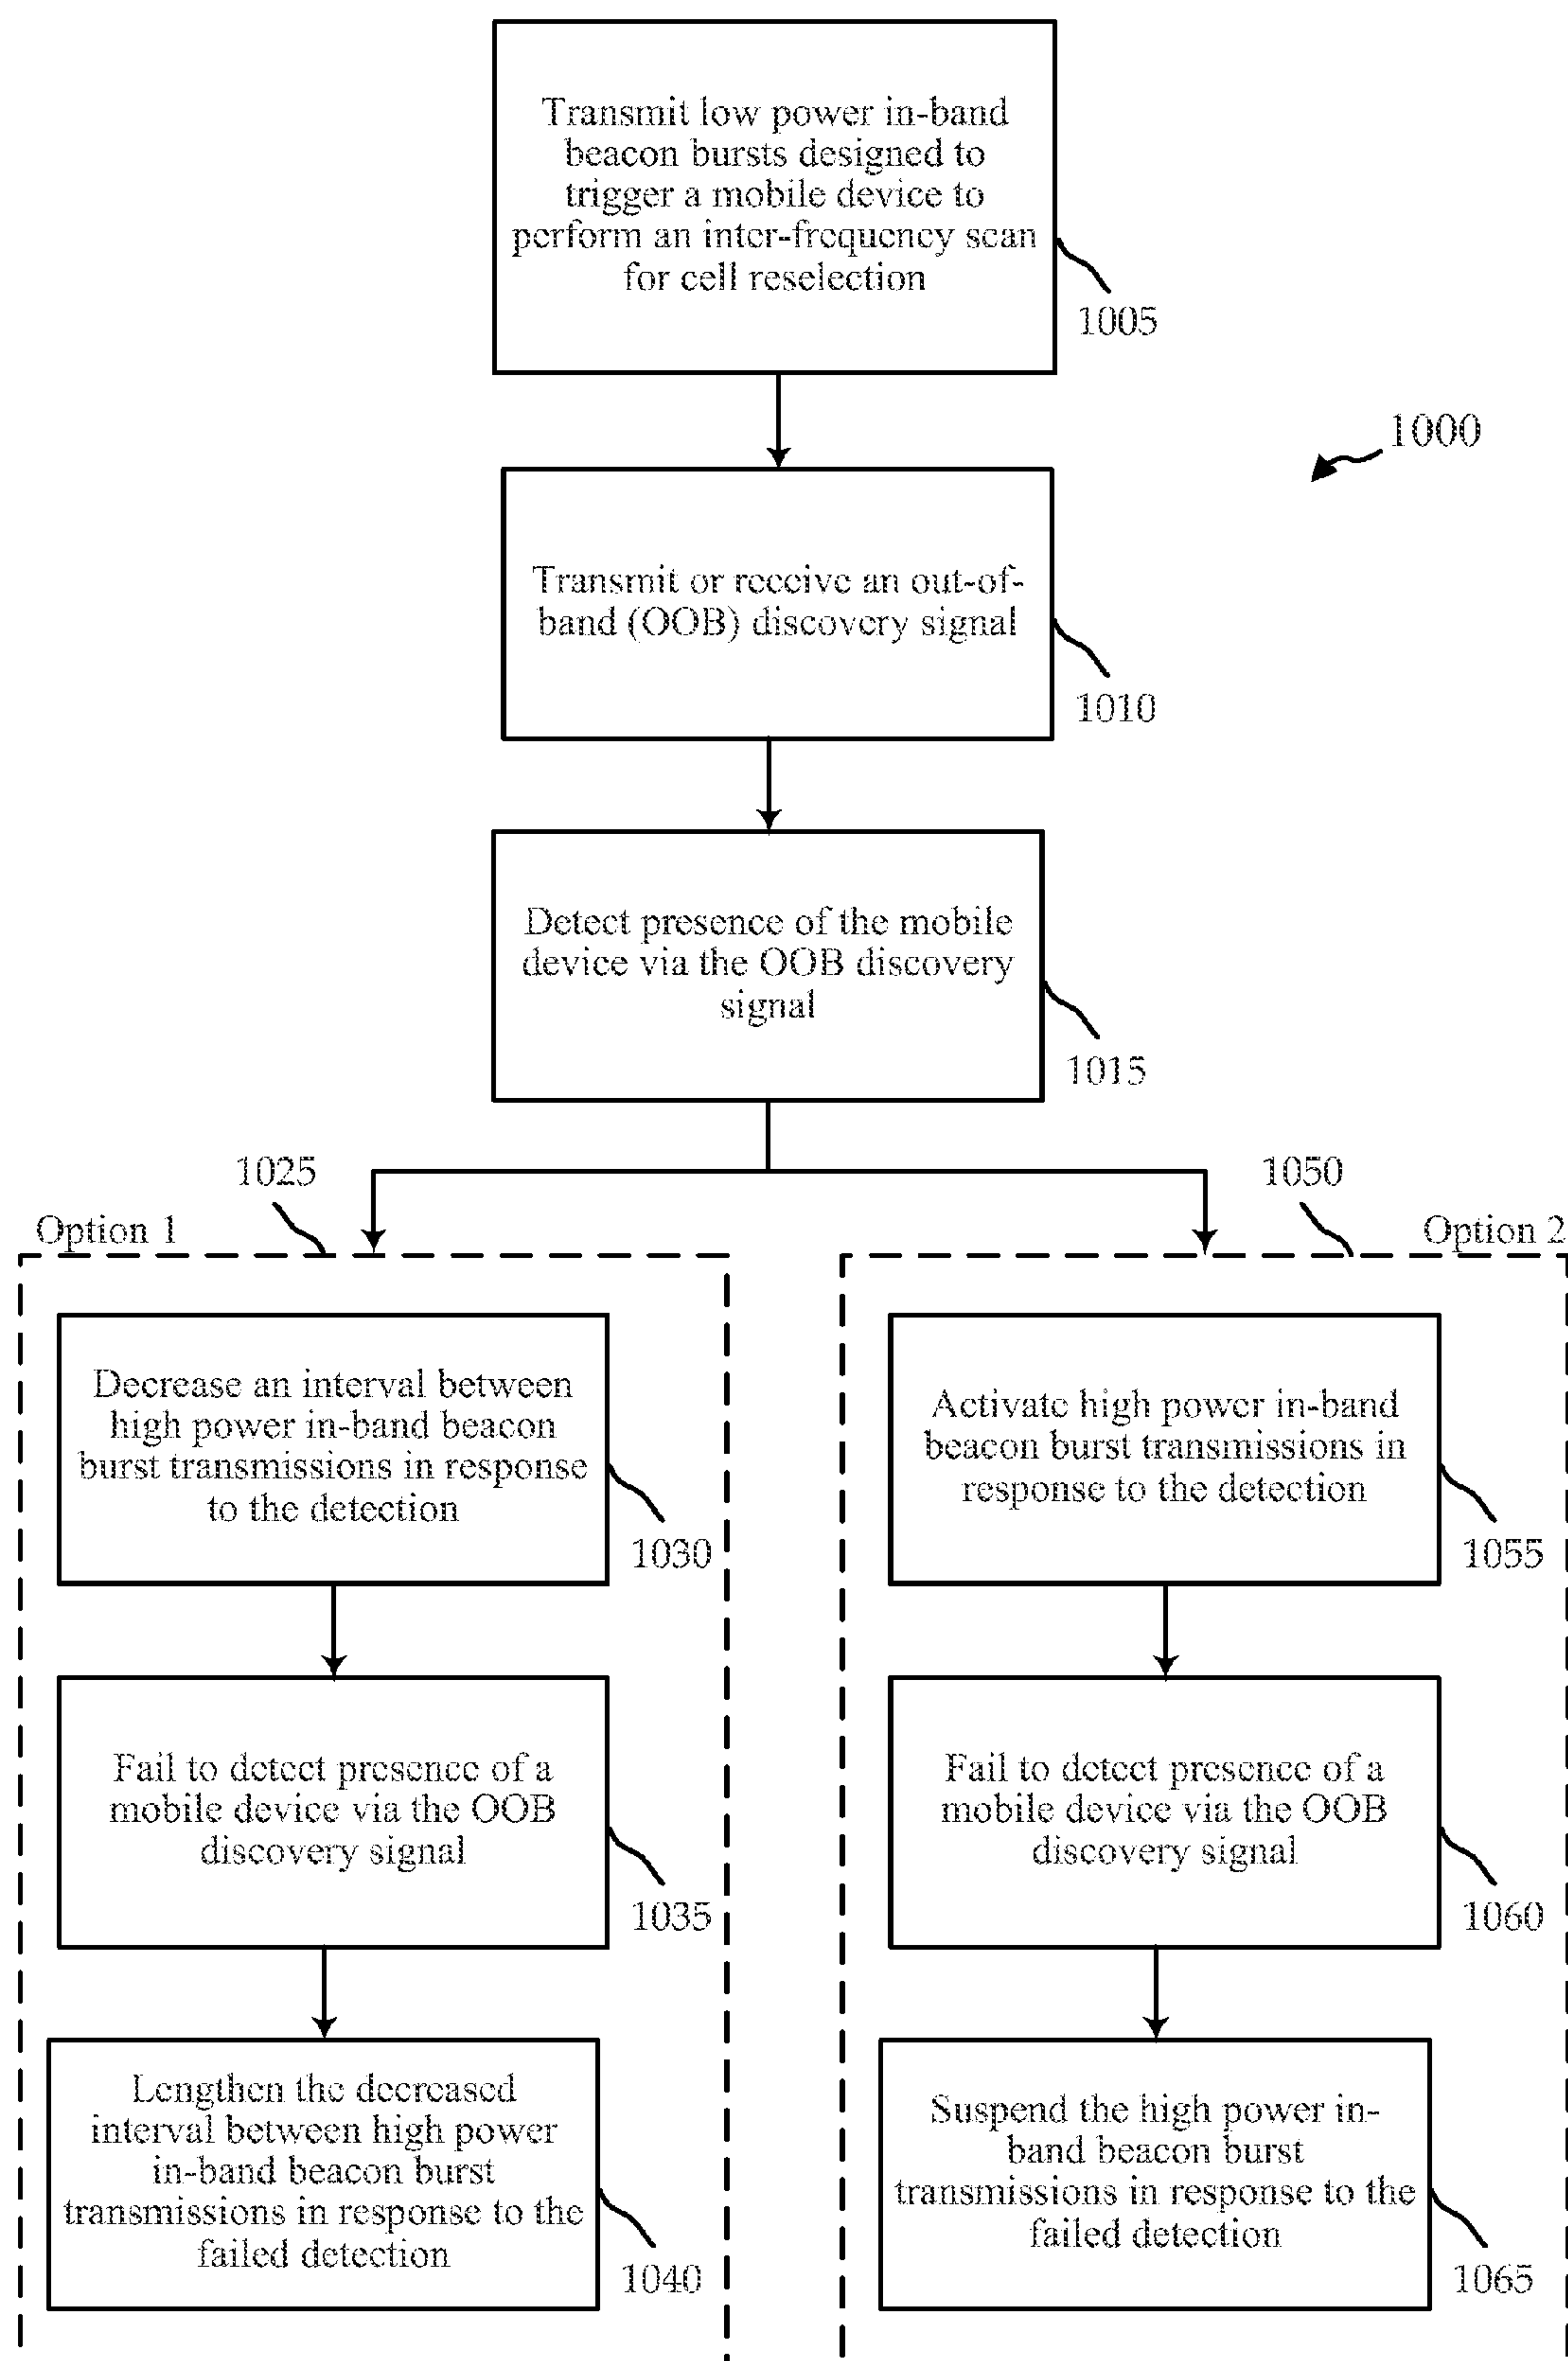 Transmit low power in-band
beacon bursts designed to
trigger a mobile device to
perform an inter-frequency scan
for cell reselection
1005
1000
Transmit or receive an out-of-
band (OOB) discovery signal
1010
Detect presence of the mobile
device via the OOB discovery
signal
1015
1025
Option 1
Decrease an interval between
high power in-band beacon
burst transmissions in response
to the detection
1030
Fail to detect presence of a
mobile device via the OOB
discovery signal
1035
Lengthen the decreased
interval between high power
in-band beacon burst
transmissions in response to the
failed detection
1040
1050
Option 2
Activate high power in-band
beacon burst transmissions in
response to the detection
1055
Fail to detect presence of a
mobile device via the OOB
discovery signal
1060
Suspend the high power in-
band beacon burst
transmissions in response to the
failed detection
1065